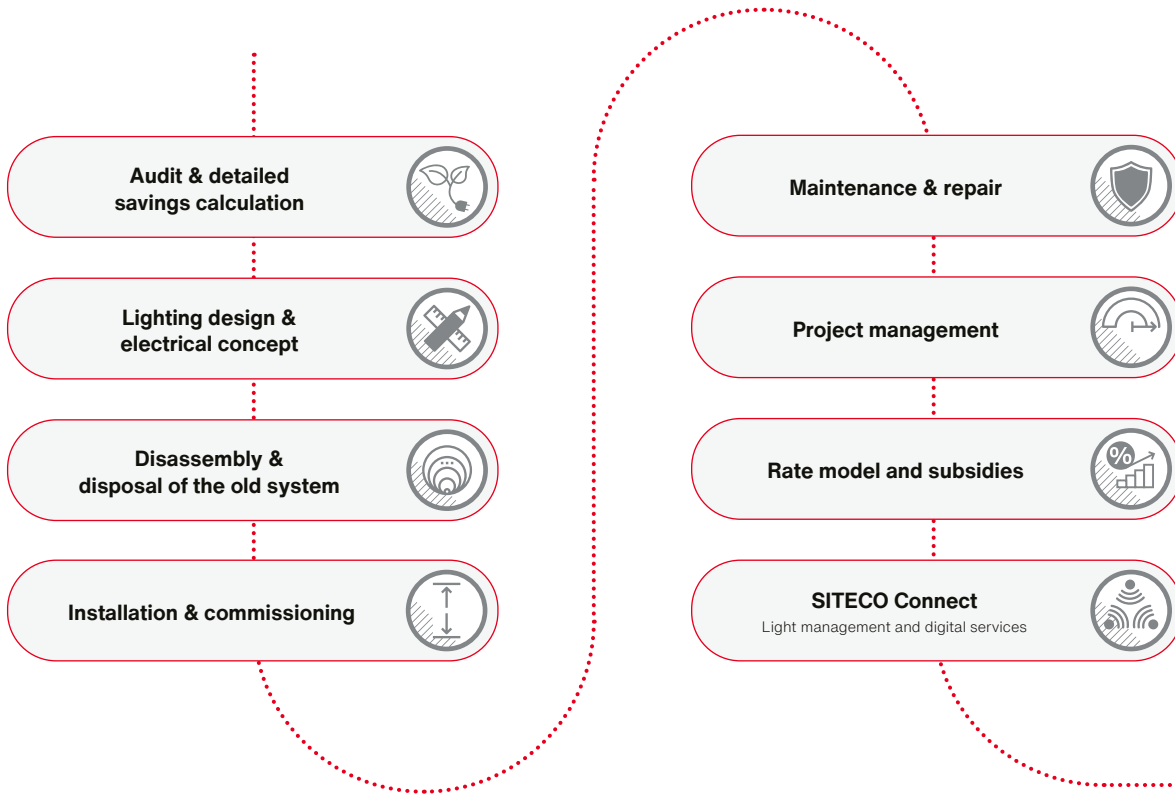 Audit & detailed
savings calculation
Lighting design &
electrical concept
Disassembly &
disposal of the old system
Installation & commissioning
Maintenance & repair
Project management
Rate model and subsidies
%
SITECO Connect
Light management and digital services